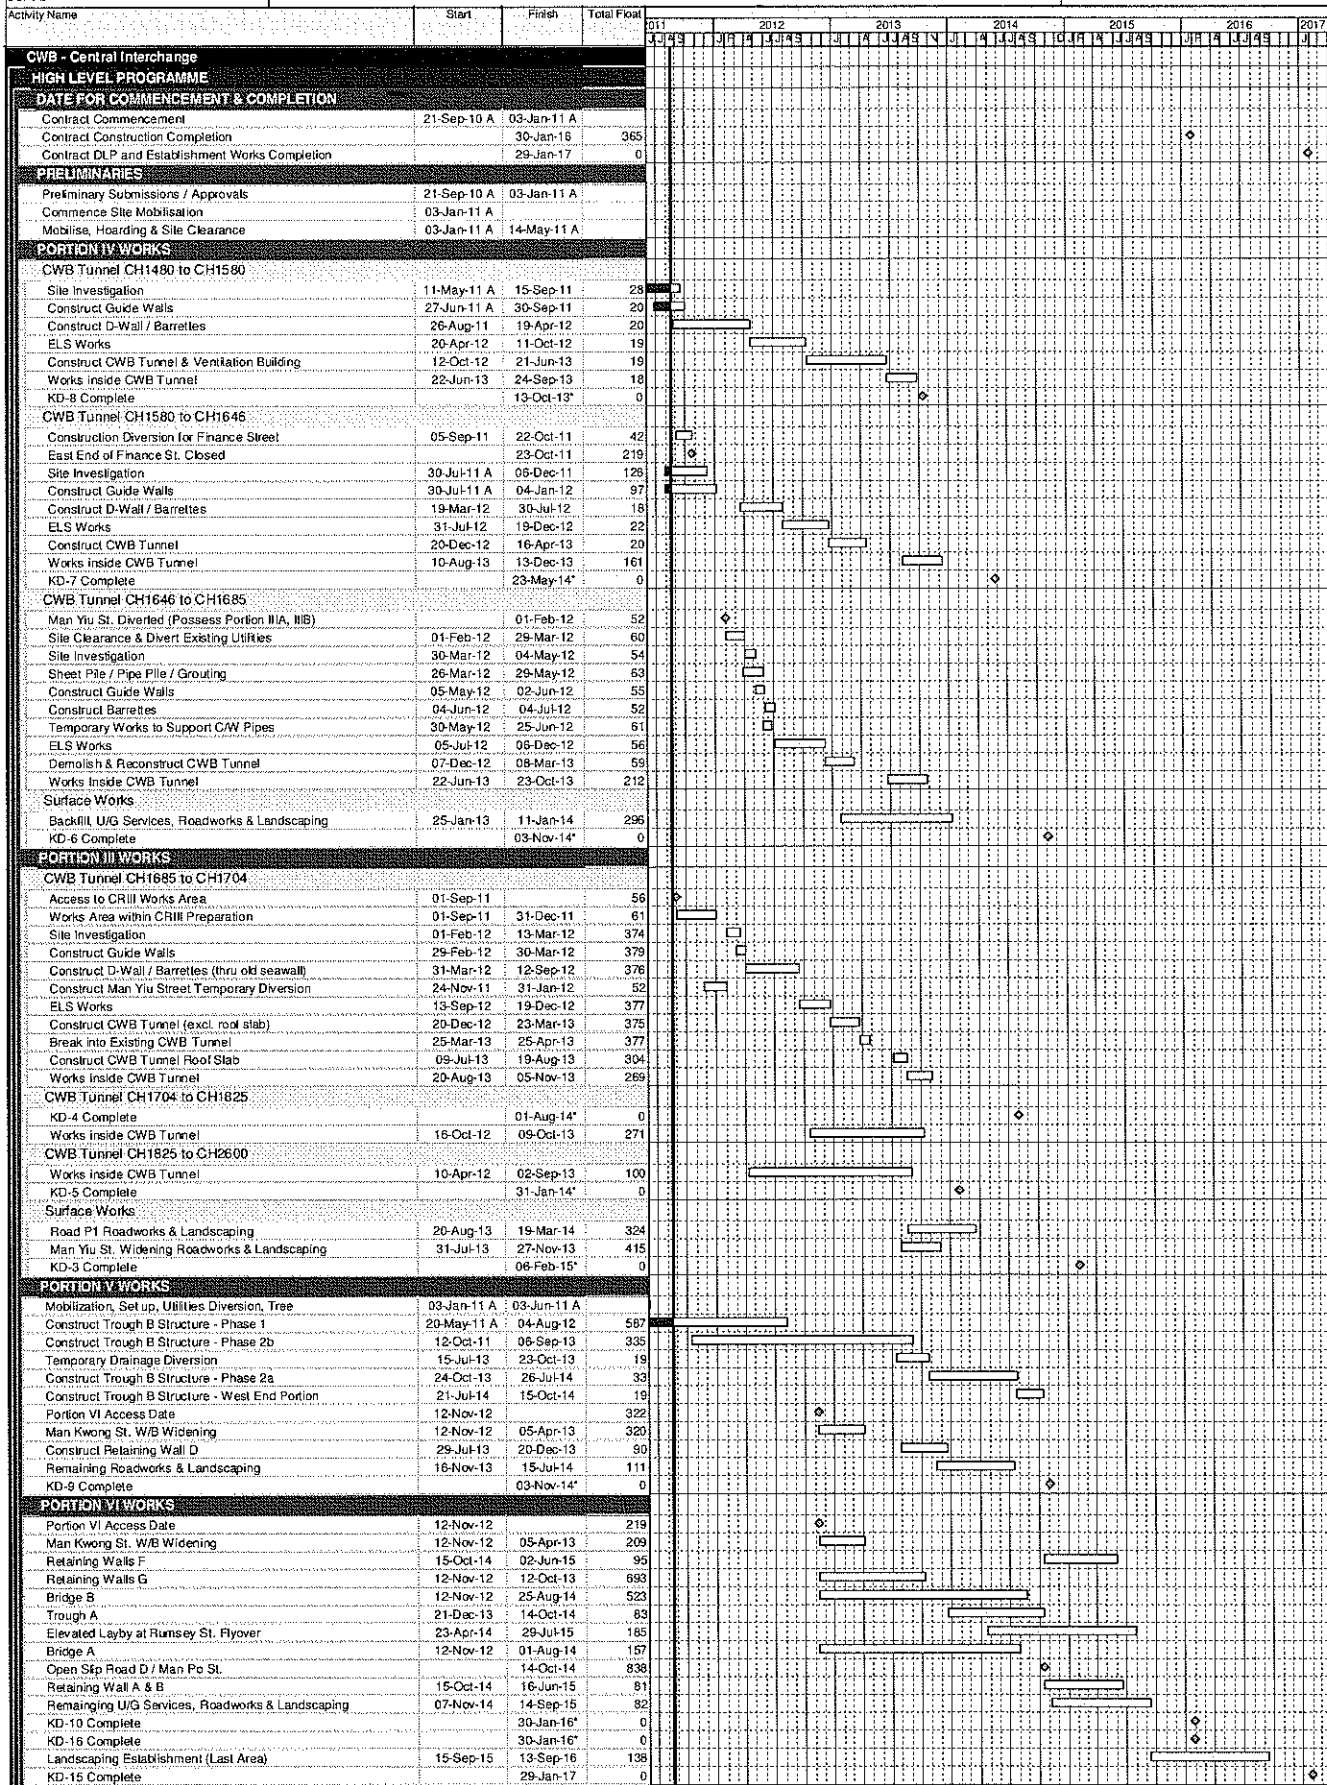 Activity Name Start Finish Total Float 2011 2012 2013 2014 2015 2016 2017
CWB - Central Interchange
HIGH LEVEL PROGRAMME
DATE FOR COMMENCEMENT & COMPLETION
Contract Commencement 21-Sep-10 A 03-Jan-11 A
Contract Construction Completion 30-Jan-16 365
Contract DLP and Establishment Works Completion 29-Jan-17 0
PRELIMINARIES
Preliminary Submissions / Approvals 21-Sep-10 A 03-Jan-11 A
Commence Site Mobilisation 03-Jan-11 A
Mobilise, Hoarding & Site Clearance 03-Jan-11 A 14-May-11 A
PORTION IV WORKS
CWB Tunnel CH1480 to CH1580
Site Investigation 11-May-11 A 15-Sep-11 28
Construct Guide Walls 27-Jun-11 A 30-Sep-11 20
Construct D-Wall / Barrettes 26-Aug-11 19-Apr-12 20
ELS Works 20-Apr-12 11-Oct-12 19
Construct CWB Tunnel & Ventilation Building 12-Oct-12 21-Jun-13 19
Works inside CWB Tunnel 22-Jun-13 24-Sep-13 18
KD-8 Complete 13-Oct-13* 0
CWB Tunnel CH1580 to CH1646
Construction Diversion for Finance Street 05-Sep-11 22-Oct-11 42
East End of Finance St. Closed 23-Oct-11 219
Site Investigation 30-Jul-11 A 06-Dec-11 126
Construct Guide Walls 30-Jul-11 A 04-Jan-12 97
Construct D-Wall / Barrettes 19-Mar-12 30-Jul-12 18
ELS Works 31-Jul-12 19-Dec-12 22
Construct CWB Tunnel 20-Dec-12 16-Apr-13 20
Works inside CWB Tunnel 10-Aug-13 13-Dec-13 161
KD-7 Complete 23-May-14* 0
CWB Tunnel CH1646 to CH1685
Man Yiu St. Diverted (Possess Portion IIIA, IIIB) 01-Feb-12 52
Site Clearance & Divert Existing Utilities 01-Feb-12 29-Mar-12 60
Site Investigation 30-Mar-12 04-May-12 54
Sheet Pile / Pipe Pile / Grouting 26-Mar-12 29-May-12 63
Construct Guide Walls 05-May-12 02-Jun-12 55
Construct Barrettes 04-Jun-12 04-Jul-12 52
Temporary Works to Support C/W Pipes 30-May-12 25-Jun-12 61
ELS Works 05-Jul-12 06-Dec-12 56
Demolish & Reconstruct CWB Tunnel 07-Dec-12 08-Mar-13 59
Works Inside CWB Tunnel 22-Jun-13 23-Oct-13 212
Surface Works
Backfill, U/G Services, Roadworks & Landscaping 25-Jan-13 11-Jan-14 296
KD-6 Complete 03-Nov-14* 0
PORTION III WORKS
CWB Tunnel CH1685 to CH1704
Access to CRIII Works Area 01-Sep-11 56
Works Area within CRIII Preparation 01-Sep-11 31-Dec-11 61
Site Investigation 01-Feb-12 13-Mar-12 374
Construct Guide Walls 29-Feb-12 30-Mar-12 379
Construct D-Wall / Barrettes (thru old seawall) 31-Mar-12 12-Sep-12 376
Construct Man Yiu Street Temporary Diversion 24-Nov-11 31-Jan-12 52
ELS Works 13-Sep-12 19-Dec-12 377
Construct CWB Tunnel (excl. roof slab) 20-Dec-12 23-Mar-13 375
Break into Existing CWB Tunnel 25-Mar-13 25-Apr-13 377
Construct CWB Tunnel Roof Slab 09-Jul-13 19-Aug-13 304
Works inside CWB Tunnel 20-Aug-13 05-Nov-13 269
CWB Tunnel CH1704 to CH1825
KD-4 Complete 01-Aug-14* 0
Works inside CWB Tunnel 16-Oct-12 09-Oct-13 271
CWB Tunnel CH1825 to CH2600
Works inside CWB Tunnel 10-Apr-12 02-Sep-13 100
KD-5 Complete 31-Jan-14* 0
Surface Works
Road P1 Roadworks & Landscaping 20-Aug-13 19-Mar-14 324
Man Yiu St. Widening Roadworks & Landscaping 31-Jul-13 27-Nov-13 415
KD-3 Complete 06-Feb-15* 0
PORTION V WORKS
Mobilization, Set up, Utilities Diversion, Tree 03-Jan-11 A 03-Jun-11 A
Construct Trough B Structure - Phase 1 20-May-11 A 04-Aug-12 587
Construct Trough B Structure - Phase 2b 12-Oct-11 06-Sep-13 335
Temporary Drainage Diversion 15-Jul-13 23-Oct-13 19
Construct Trough B Structure - Phase 2a 24-Oct-13 26-Jul-14 33
Construct Trough B Structure - West End Portion 21-Jul-14 15-Oct-14 19
Portion VI Access Date 12-Nov-12 322
Man Kwong St. W/B Widening 12-Nov-12 05-Apr-13 320
Construct Retaining Wall D 29-Jul-13 20-Dec-13 90
Remaining Roadworks & Landscaping 16-Nov-13 15-Jul-14 111
KD-9 Complete 03-Nov-14* 0
PORTION VI WORKS
Portion VI Access Date 12-Nov-12 219
Man Kwong St. W/B Widening 12-Nov-12 05-Apr-13 209
Retaining Walls F 15-Oct-14 02-Jun-15 95
Retaining Walls G 12-Nov-12 12-Oct-13 693
Bridge B 12-Nov-12 25-Aug-14 523
Trough A 21-Dec-13 14-Oct-14 83
Elevated Layby at Rumsey St. Flyover 23-Apr-14 29-Jul-15 185
Bridge A 12-Nov-12 01-Aug-14 157
Open Slip Road D / Man Po St. 14-Oct-14 838
Retaining Wall A & B 15-Oct-14 16-Jun-15 81
Remainging U/G Services, Roadworks & Landscaping 07-Nov-14 14-Sep-15 82
KD-10 Complete 30-Jan-16* 0
KD-16 Complete 30-Jan-16* 0
Landscaping Establishment (Last Area) 15-Sep-15 13-Sep-16 138
KD-15 Complete 29-Jan-17 0